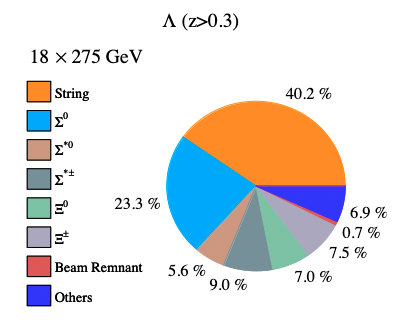 Λ (z>0.3)
18 × 275 GeV
String
Σ⁰
Σ*⁰
Σ*±
Ξ⁰
Ξ±
Beam Remnant
Others
40.2 %
23.3 %
5.6 %
9.0 %
7.0 %
7.5 %
0.7 %
6.9 %